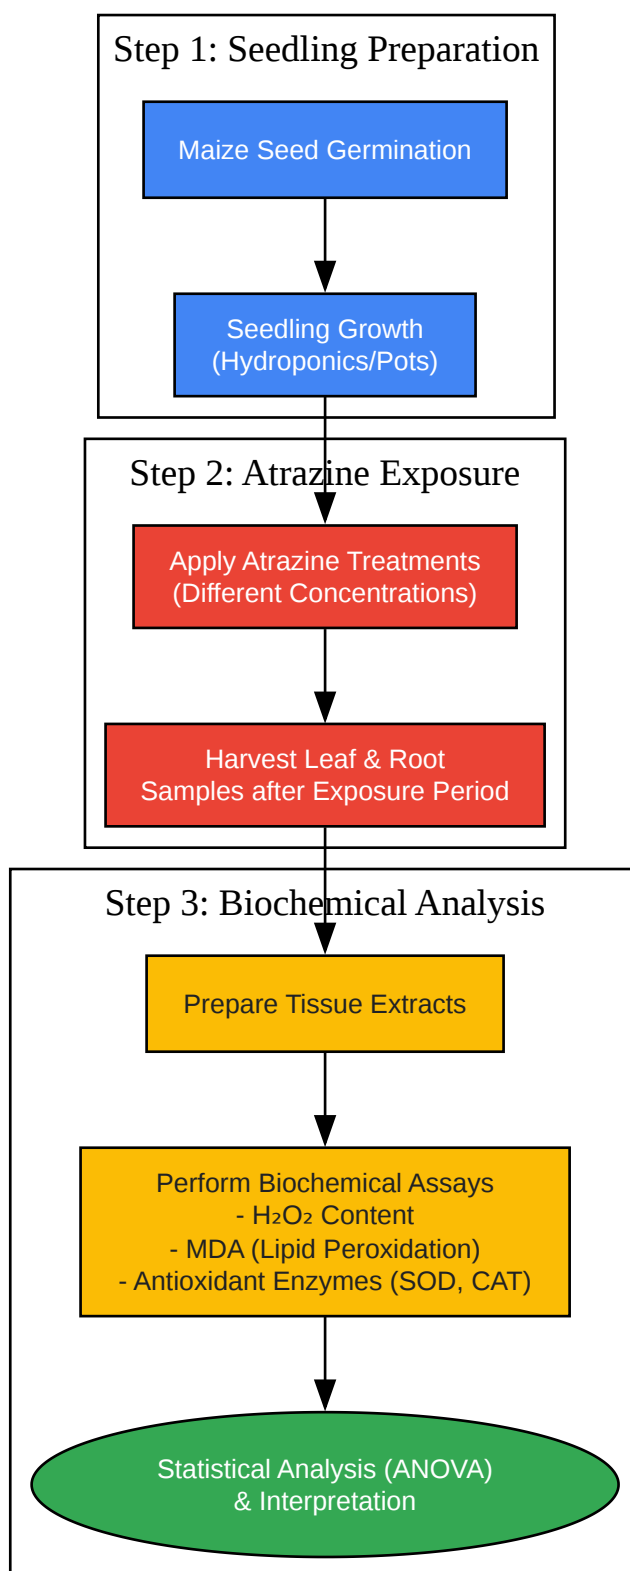 Step 1: Seedling Preparation
Maize Seed Germination
Seedling Growth
(Hydroponics/Pots)
Step 2: Atrazine Exposure
Apply Atrazine Treatments
(Different Concentrations)
Harvest Leaf & Root
Samples after Exposure Period
Step 3: Biochemical Analysis
Prepare Tissue Extracts
Perform Biochemical Assays
- H₂O₂ Content
- MDA (Lipid Peroxidation)
- Antioxidant Enzymes (SOD, CAT)
Statistical Analysis (ANOVA)
& Interpretation